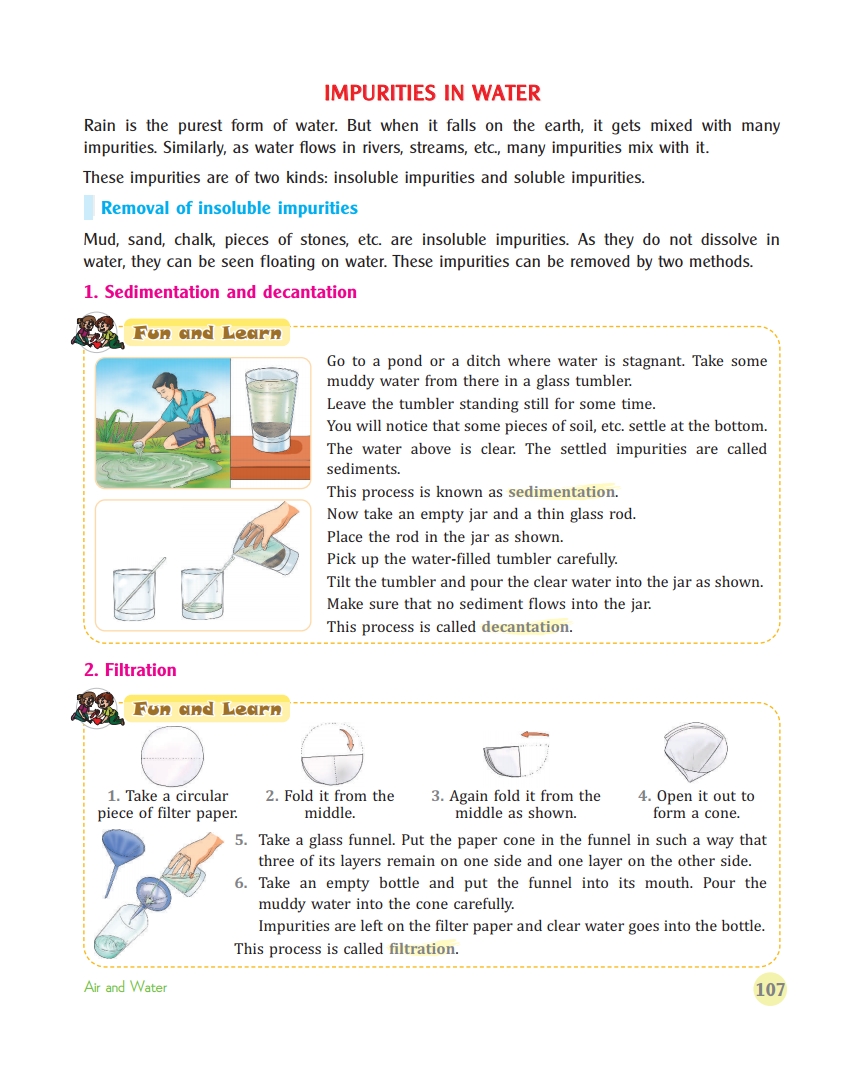 IMPURITIES IN WATER
Rain is the purest form of water. But when it falls on the earth, it gets mixed with many
impurities. Similarly, as water flows in rivers, streams, etc., many impurities mix with it.
These impurities are of two kinds: insoluble impurities and soluble impurities.
Removal of insoluble impurities
Mud, sand, chalk, pieces of stones, etc. are insoluble impurities. As they do not dissolve in
water, they can be seen floating on water. These impurities can be removed by two methods.
1. Sedimentation and decantation
Fun and Learn
Go to a pond or a ditch where water is stagnant. Take some
muddy water from there in a glass tumbler.
Leave the tumbler standing still for some time.
You will notice that some pieces of soil, etc. settle at the bottom.
The water above is clear. The settled impurities are called
sediments.
This process is known as sedimentation.
Now take an empty jar and a thin glass rod.
Place the rod in the jar as shown.
Pick up the water-filled tumbler carefully.
Tilt the tumbler and pour the clear water into the jar as shown.
Make sure that no sediment flows into the jar.
This process is called decantation.
2. Filtration
Fun and Learn
1. Take a circular
piece of filter paper.
2. Fold it from the
middle.
3. Again fold it from the
middle as shown.
4. Open it out to
form a cone.
5. Take a glass funnel. Put the paper cone in the funnel in such a way that
three of its layers remain on one side and one layer on the other side.
6. Take an empty bottle and put the funnel into its mouth. Pour the
muddy water into the cone carefully.
Impurities are left on the filter paper and clear water goes into the bottle.
This process is called filtration.
Air and Water
107